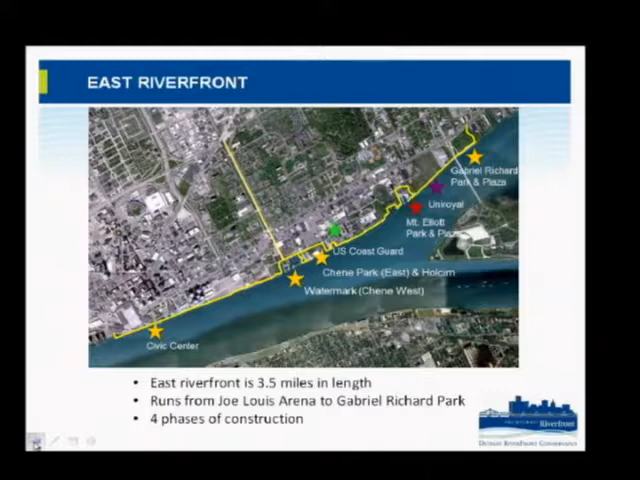 EAST RIVERFRONT
Gabriel Richard
Park & Plaza
Uniroyal
Mt. Elliott
Park & Plaza
US Coast Guard
Chene Park (East) & Holcim
Watermark (Chene West)
Civic Center
• East riverfront is 3.5 miles in length
• Runs from Joe Louis Arena to Gabriel Richard Park
• 4 phases of construction
Riverfront
DETROIT RIVERFRONT CONSERVANCY